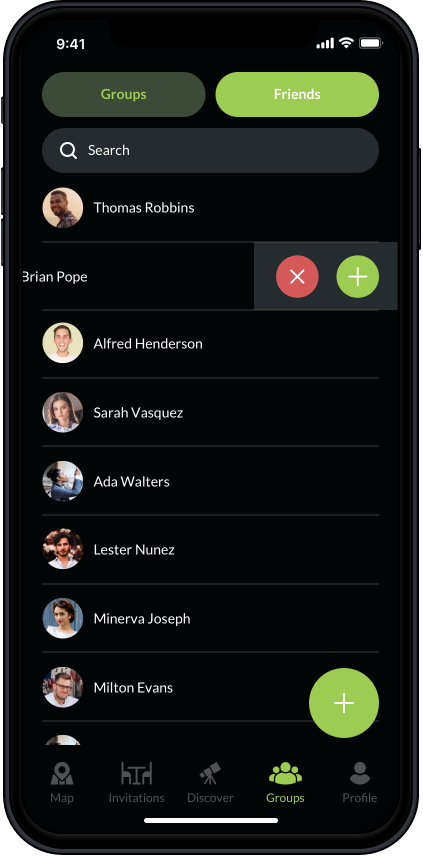 9:41
Groups Friends
Search
Thomas Robbins
Brian Pope
Alfred Henderson
Sarah Vasquez
Ada Walters
Lester Nunez
Minerva Joseph
Milton Evans
Map Invitations Discover Groups Profile